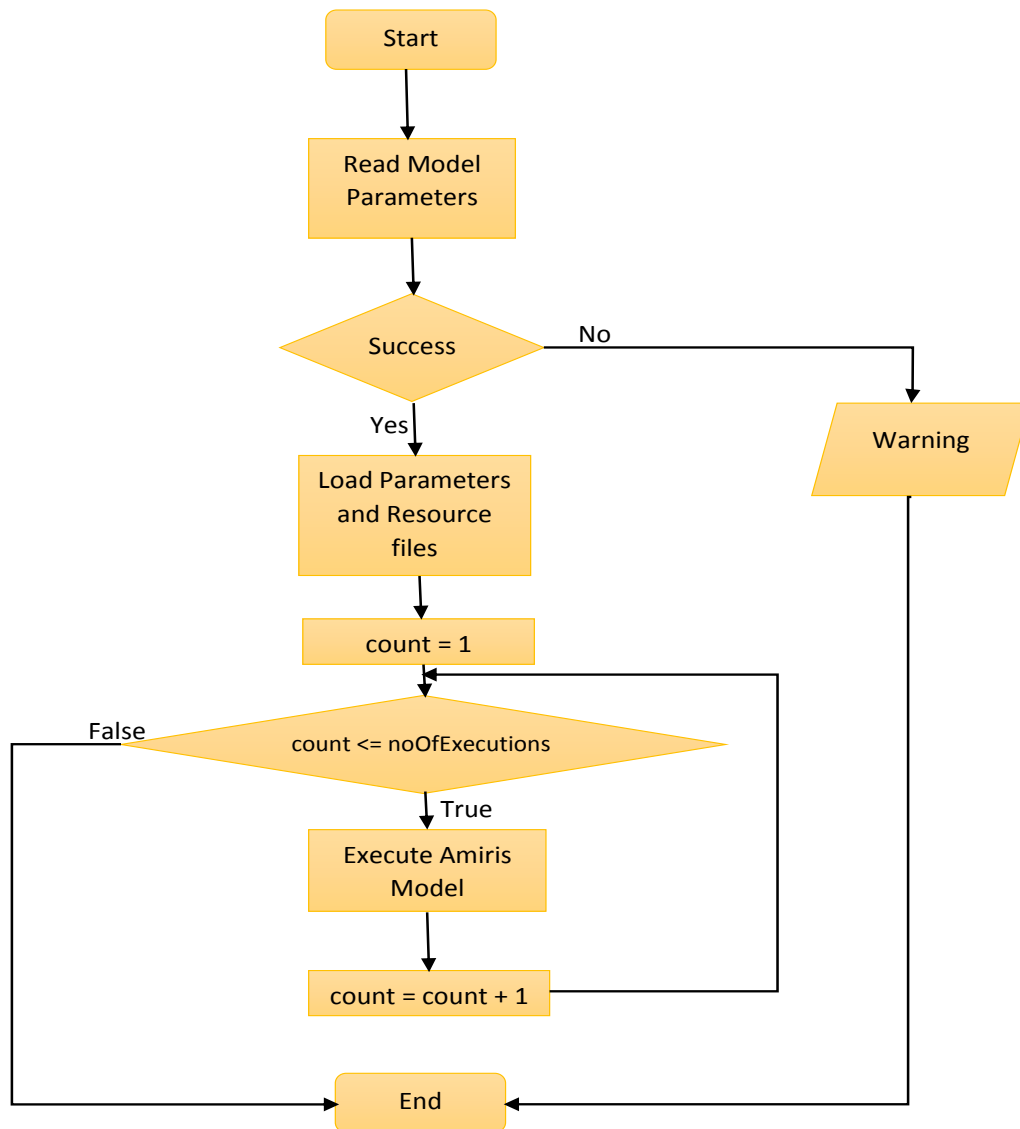 Start
Read Model
Parameters
Success
No
Yes
Warning
Load Parameters
and Resource
files
count = 1
False
count <= noOfExecutions
True
Execute Amiris
Model
count = count + 1
End